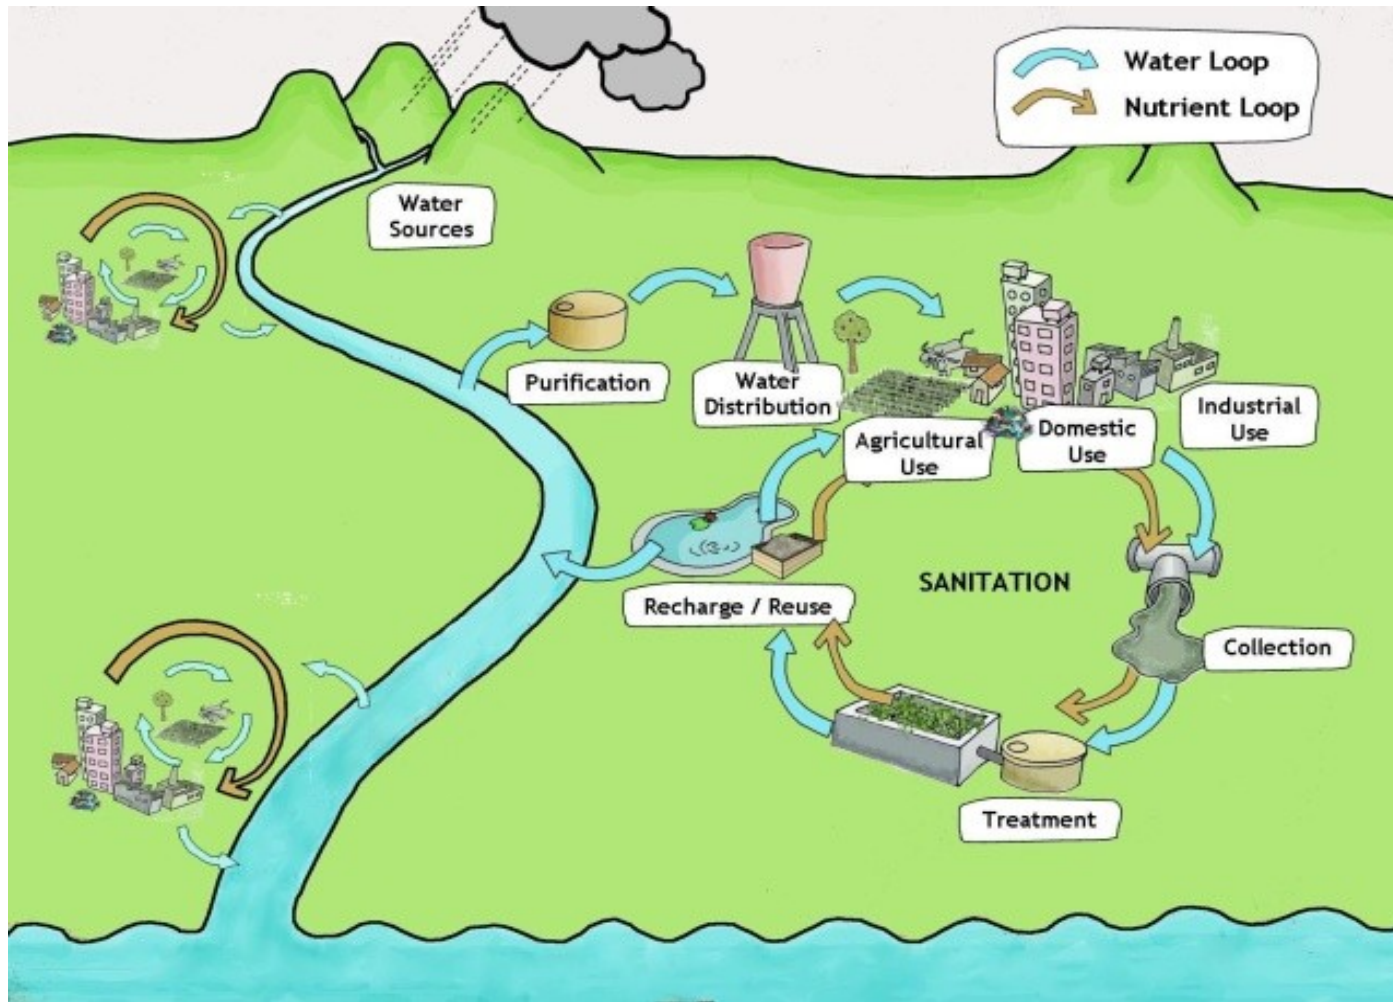 Water Loop
Nutrient Loop
Water
Sources
Purification
Water
Distribution
Agricultural
Use
Domestic
Use
Industrial
Use
SANITATION
Recharge / Reuse
Collection
Treatment